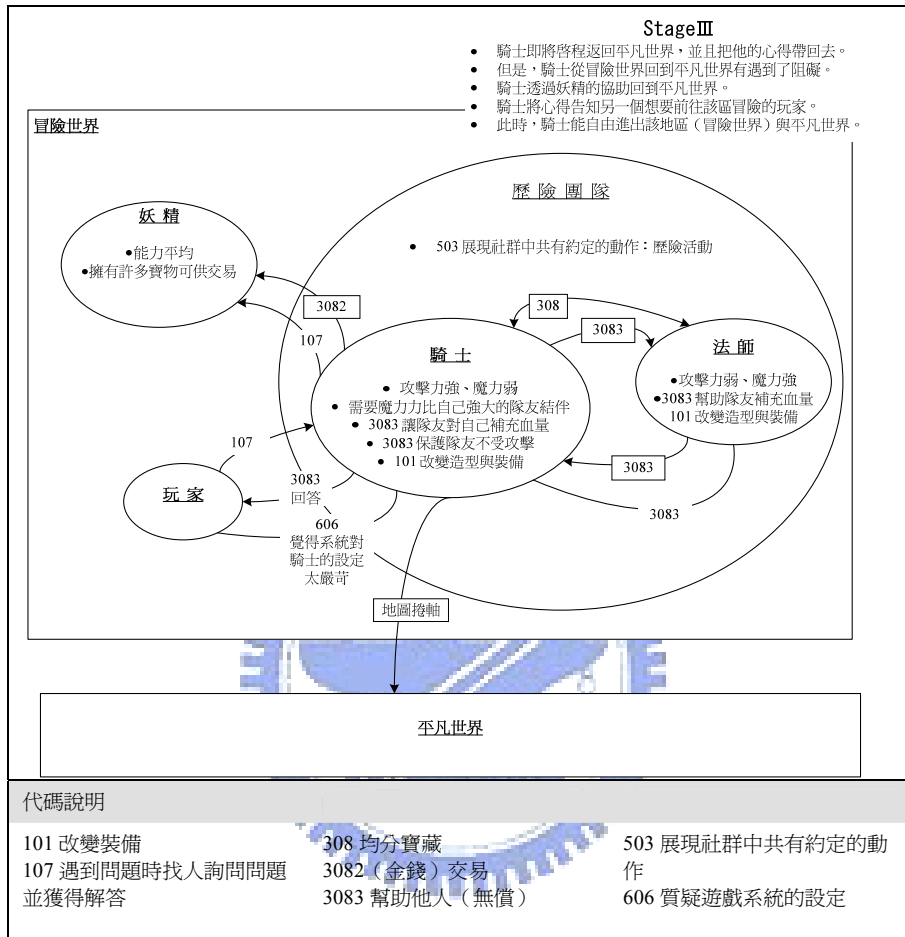 StageⅢ
● 騎士即將啓程返回平凡世界，並且把他的心得帶回去。
● 但是，騎士從冒險世界回到平凡世界有遇到了阻礙。
● 騎士透過妖精的協助回到平凡世界。
● 騎士將心得告知另一個想要前往該區冒險的玩家。
● 此時，騎士能自由進出該地區（冒險世界）與平凡世界。
冒險世界
歷險團隊
● 503 展現社群中共有約定的動作：歷險活動
妖精
●能力平均
●擁有許多寶物可供交易
3082
107
308
3083
騎士
● 攻擊力強、魔力弱
● 需要魔力力比自己強大的隊友結伴
● 3083 讓隊友對自己補充血量
● 3083 保護隊友不受攻擊
● 101 改變造型與裝備
法師
●攻擊力弱、魔力強
●3083 幫助隊友補充血量
101 改變造型與裝備
107
3083
玩家
3083
回答
3083
606
覺得系統對
騎士的設定
太嚴苛
地圖捲軸
平凡世界
代碼說明
101 改變裝備
107 遇到問題時找人詢問問題
並獲得解答
308 均分寶藏
3082（金錢）交易
3083 幫助他人（無償）
503 展現社群中共有約定的動
作
606 質疑遊戲系統的設定